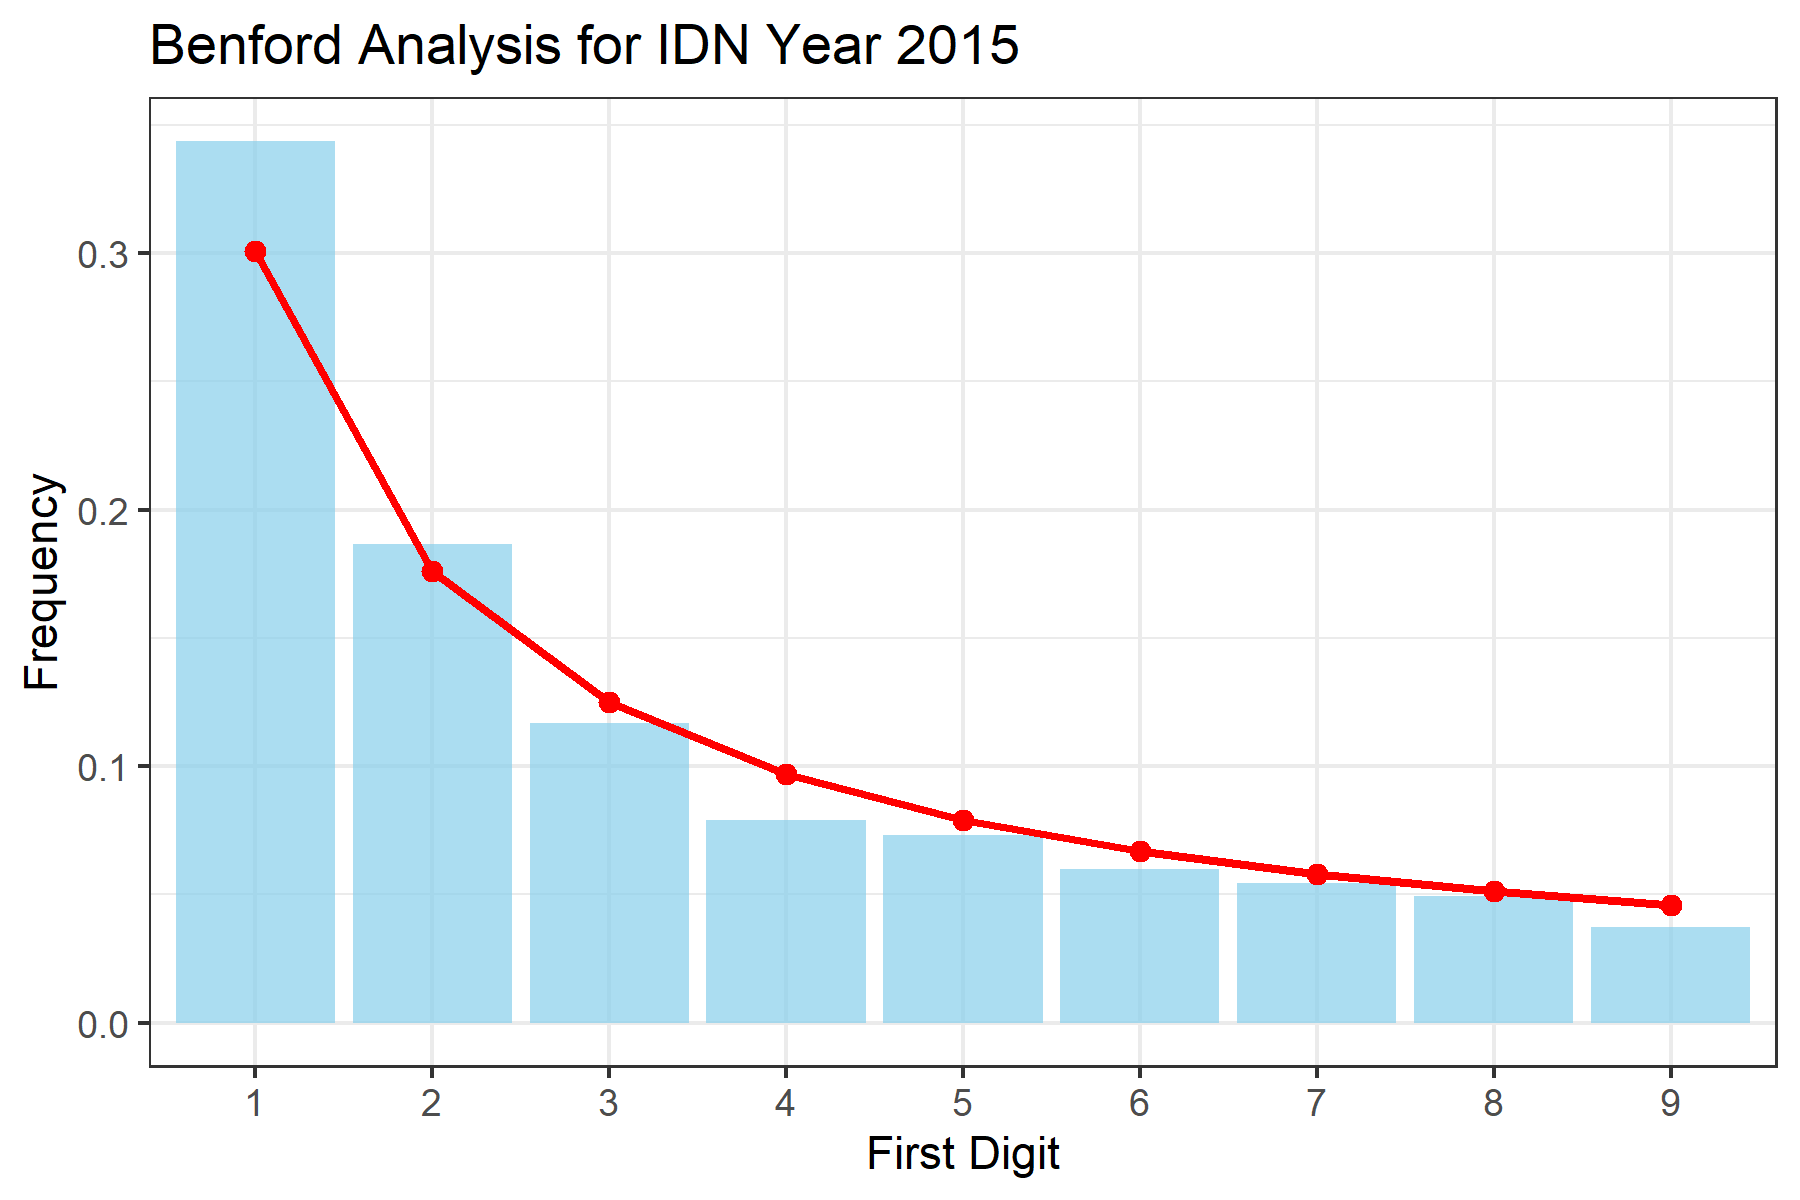 Benford Analysis for IDN Year 2015
Frequency
0.3
0.2
0.1
0.0
1 2 3 4 5 6 7 8 9
First Digit